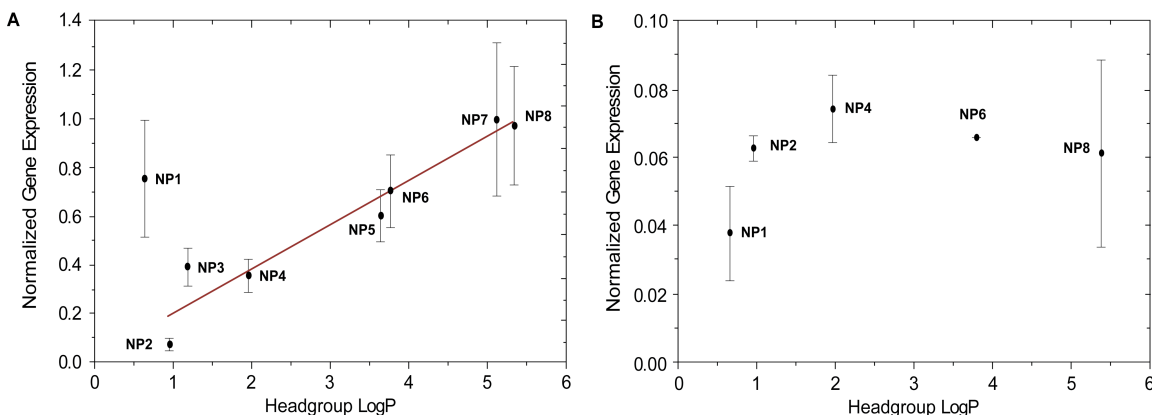 A
Normalized Gene Expression
1.4
1.2
1.0
0.8
0.6
0.4
0.2
0.0
NP1
NP2
NP3
NP4
NP5
NP6
NP7
NP8
0 1 2 3 4 5 6
Headgroup LogP
B
Normalized Gene Expression
0.10
0.08
0.06
0.04
0.02
0.00
NP1
NP2
NP4
NP6
NP8
0 1 2 3 4 5 6
Headgroup LogP